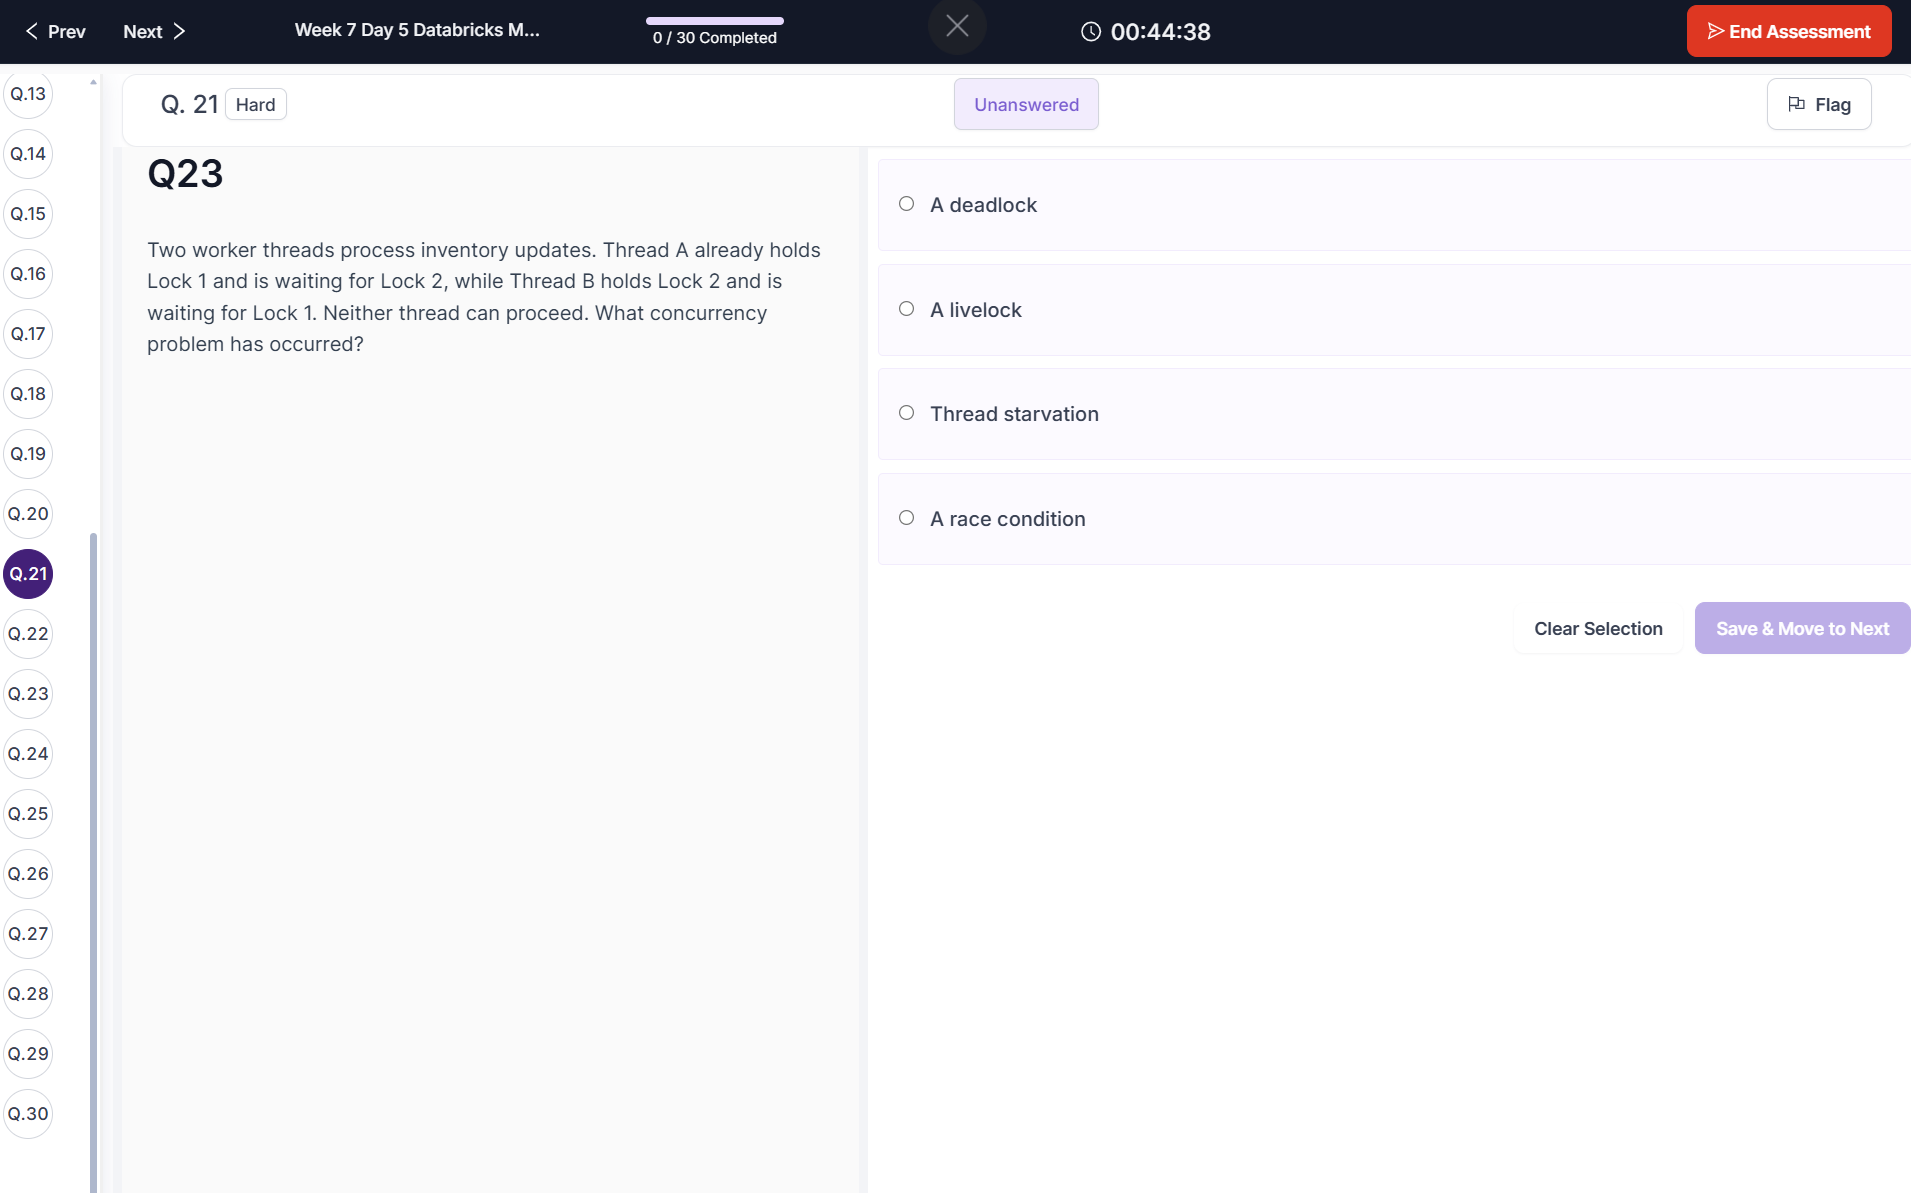 Prev
Next
Week 7 Day 5 Databricks M...
0 / 30 Completed
00:44:38
End Assessment
Q.13
Q.14
Q.15
Q.16
Q.17
Q.18
Q.19
Q.20
Q.21
Q.22
Q.23
Q.24
Q.25
Q.26
Q.27
Q.28
Q.29
Q.30
Q. 21
Hard
Unanswered
Flag
Q23
Two worker threads process inventory updates. Thread A already holds
Lock 1 and is waiting for Lock 2, while Thread B holds Lock 2 and is
waiting for Lock 1. Neither thread can proceed. What concurrency
problem has occurred?
A deadlock
A livelock
Thread starvation
A race condition
Clear Selection
Save & Move to Next